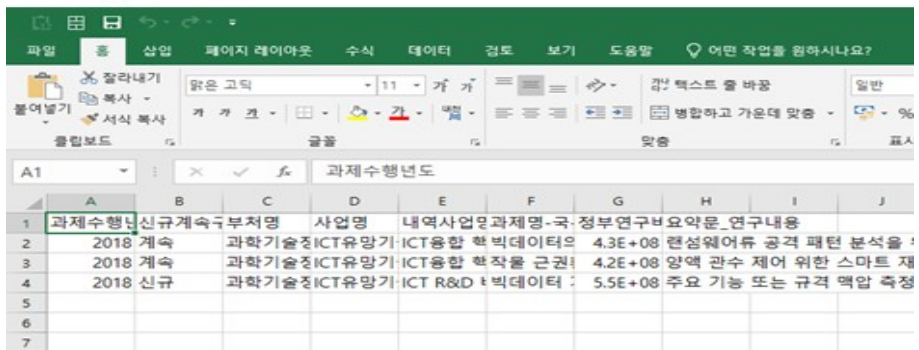 파일 홈 삽입 페이지 레이아웃 수식 데이터 검토 보기 도움말 어떤 작업을 원하시나요?
잘라내기
복사
서식 복사
붙여넣기
맑은 고딕 11 가 가
가 가 가 가
텍스트 줄 바꿈
병합하고 가운데 맞춤
일반
%
클립보드 글꼴 맞춤 표시
A1 fx 과제수행년도
A B C D E F G H I J
1 과제수행년 신규계속구 부처명 사업명 내역사업명 과제명-국 정부연구비 요약문_연구내용
2 2018 계속 과학기술정 ICT유망기 ICT융합 핵 빅데이터의 4.3E+08 랜섬웨어류 공격 패턴 분석을
3 2018 계속 과학기술정 ICT유망기 ICT융합 핵 작물 근권 4.2E+08 양액 관수 제어 위한 스마트 재
4 2018 신규 과학기술정 ICT유망기 ICT R&D 빅데이터 5.5E+08 주요 기능 또는 규격 맥압 측정
5
6
7